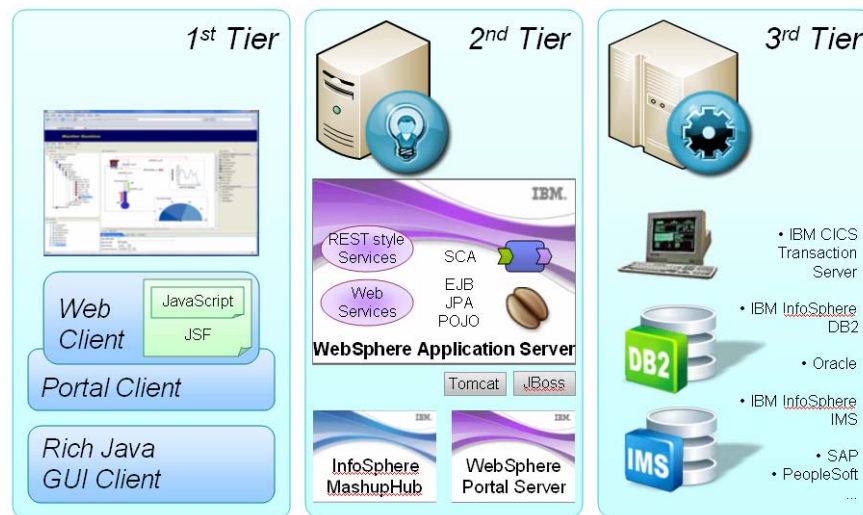 1st Tier
Web
Client
JavaScript
JSF
Portal Client
Rich Java
GUI Client
2nd Tier
IBM.
REST style
Services
SCA
Web
Services
EJB
JPA
POJO
WebSphere Application Server
Tomcat
JBoss
IBM.
InfoSphere
MashupHub
IBM.
WebSphere
Portal Server
3rd Tier
• IBM CICS
Transaction
Server
• IBM InfoSphere
DB2
DB2
• Oracle
• IBM InfoSphere
IMS
IMS
• SAP
• PeopleSoft
...